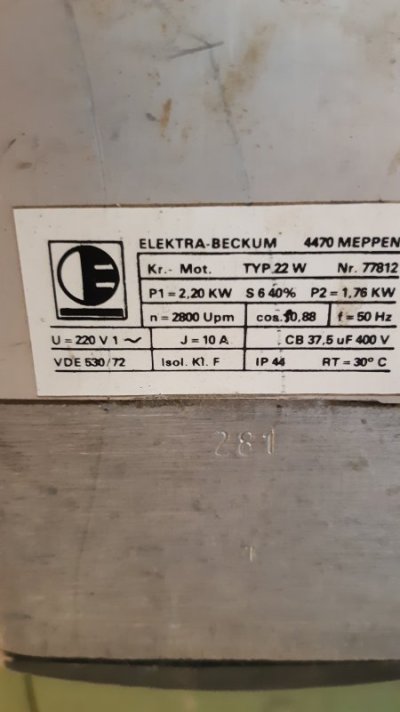 ELEKTRA-BECKUM 4470 MEPPEN
Kr.- Mot. TYP 22 W Nr. 77812
P1 = 2,20 KW S 6 40% P2 = 1,76 KW
n = 2800 Upm cos. 0,88 f = 50 Hz
U = 220 V 1 ~ J = 10 A CB 37,5 uF 400 V
VDE 530/72 Isol. Kl. F IP 44 RT = 30° C
281